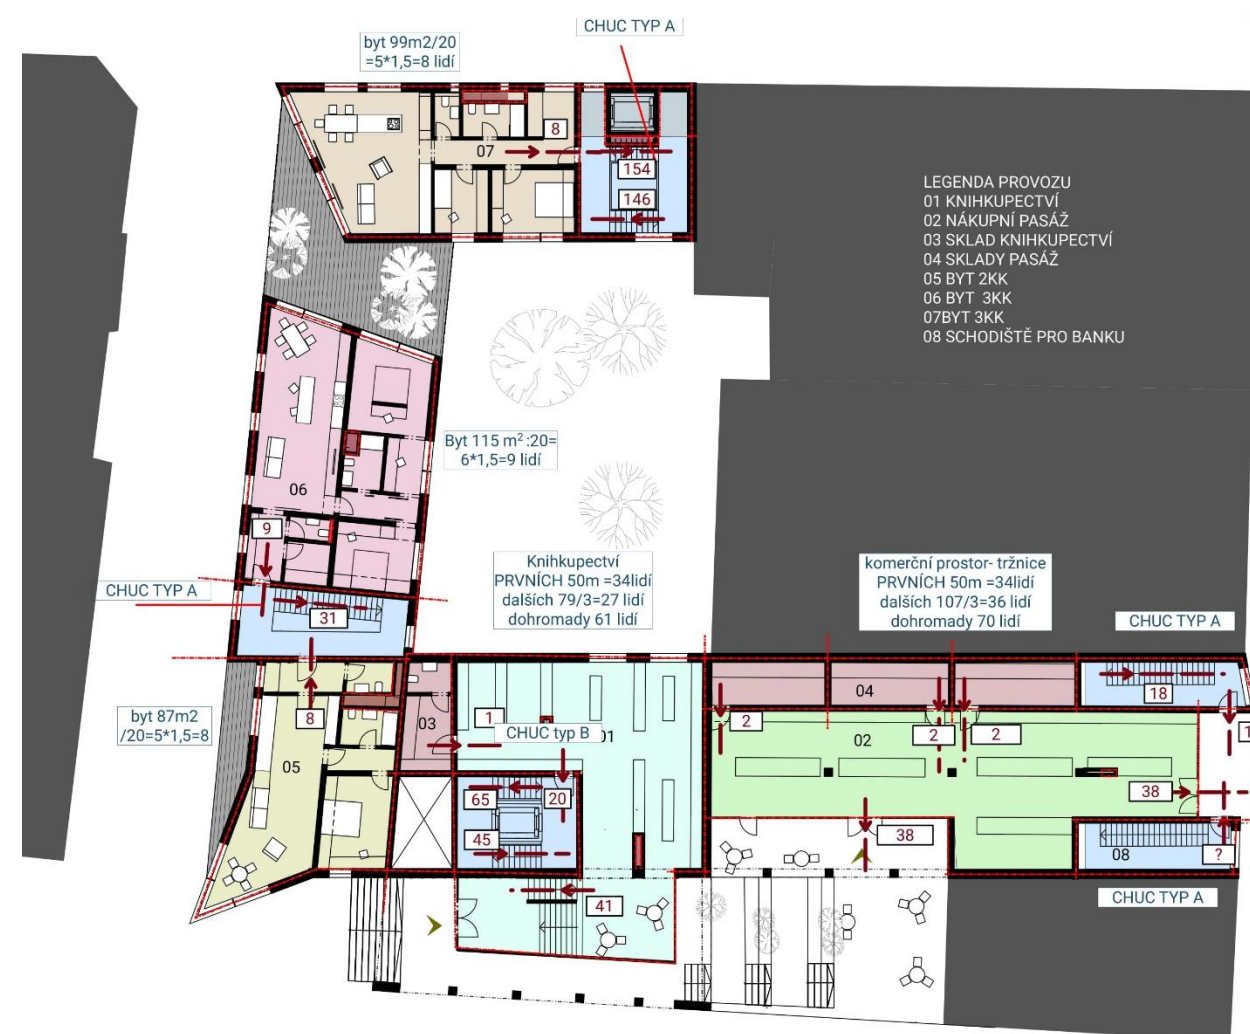 CHUC TYP A
byt 99m2/20
=5*1,5=8 lidí
8
07
154
146
LEGENDA PROVOZU
01 KNIHKUPECTVÍ
02 NÁKUPNÍ PASÁŽ
03 SKLAD KNIHKUPECTVÍ
04 SKLADY PASÁŽ
05 BYT 2KK
06 BYT  3KK
07BYT 3KK
08 SCHODIŠTĚ PRO BANKU
Byt 115 m²:20=
6*1,5=9 lidí
06
9
CHUC TYP A
31
Knihkupectví
PRVNÍCH 50m =34lidí
dalších 79/3=27 lidí
dohromady 61 lidí
komerční prostor- tržnice
PRVNÍCH 50m =34lidí
dalších 107/3=36 lidí
dohromady 70 lidí
CHUC TYP A
18
04
byt 87m2
/20=5*1,5=8
8
03
1
CHUC typ B
01
2
02
2
2
05
65
20
45
38
38
08
?
41
CHUC TYP A